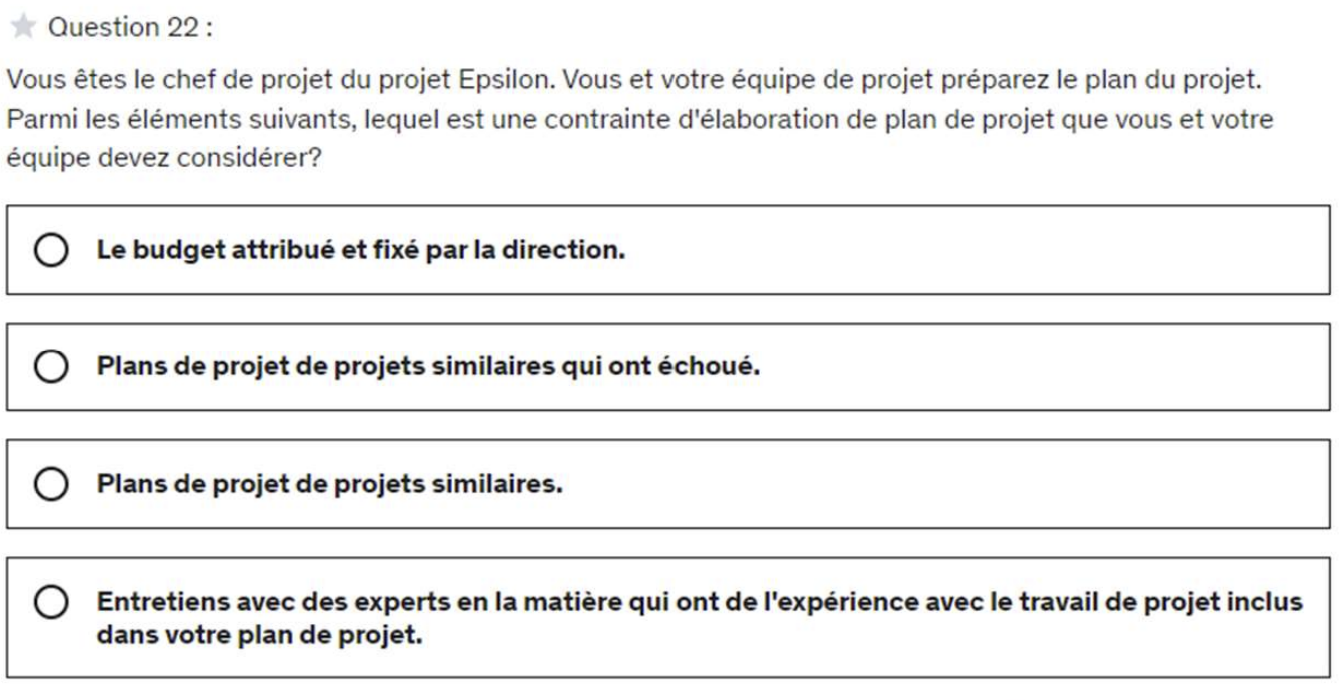 Question 22 :
Vous êtes le chef de projet du projet Epsilon. Vous et votre équipe de projet préparez le plan du projet.
Parmi les éléments suivants, lequel est une contrainte d'élaboration de plan de projet que vous et votre
équipe devez considérer?
Le budget attribué et fixé par la direction.
Plans de projet de projets similaires qui ont échoué.
Plans de projet de projets similaires.
Entretiens avec des experts en la matière qui ont de l'expérience avec le travail de projet inclus
dans votre plan de projet.